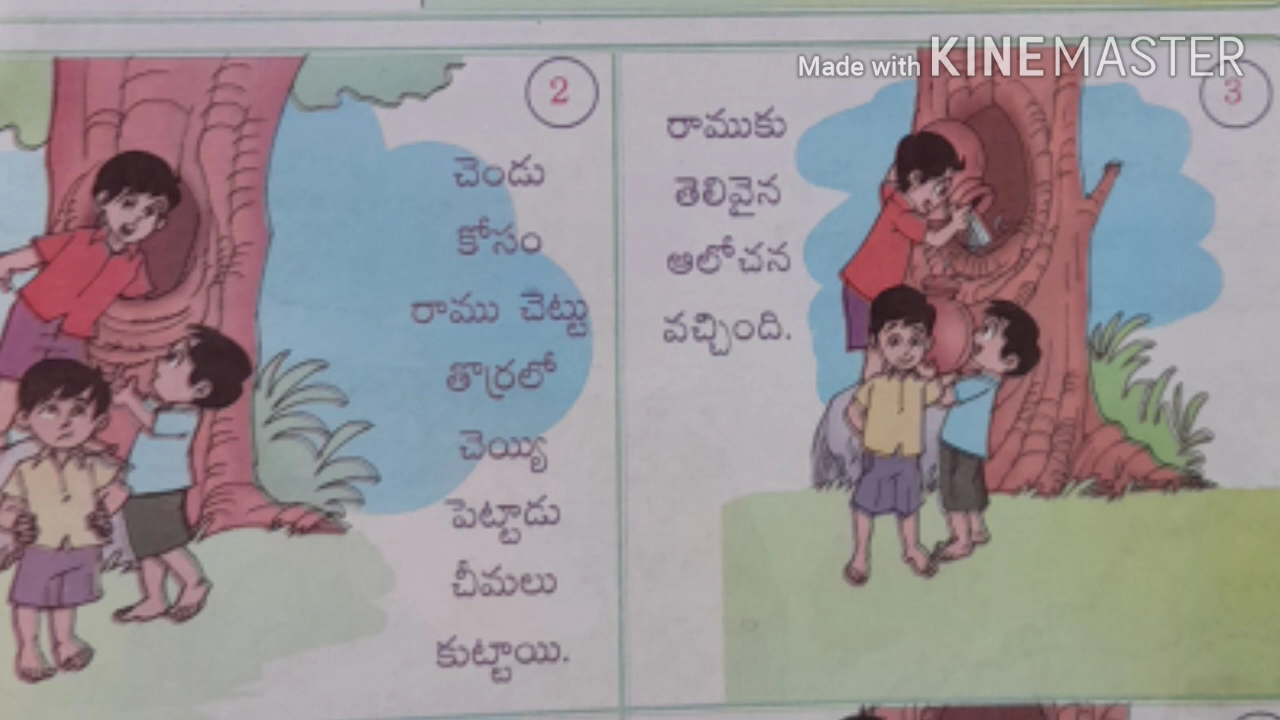 Made with KINEMASTER
2
చెండు
కోసం
రాము చెట్టు
తొర్రలో
చెయ్యి
పెట్టాడు
చీమలు
కుట్టాయి.
3
రాముకు
తెలివైన
ఆలోచన
వచ్చింది.